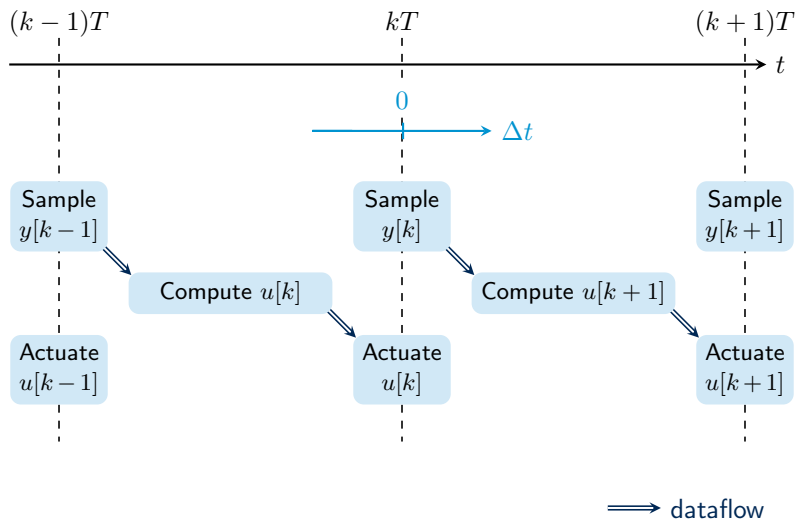 (k − 1)T
kT
(k + 1)T
t
0
Δt
Sample
y[k−1]
Sample
y[k]
Sample
y[k+1]
Compute u[k]
Compute u[k + 1]
Actuate
u[k−1]
Actuate
u[k]
Actuate
u[k+1]
dataflow